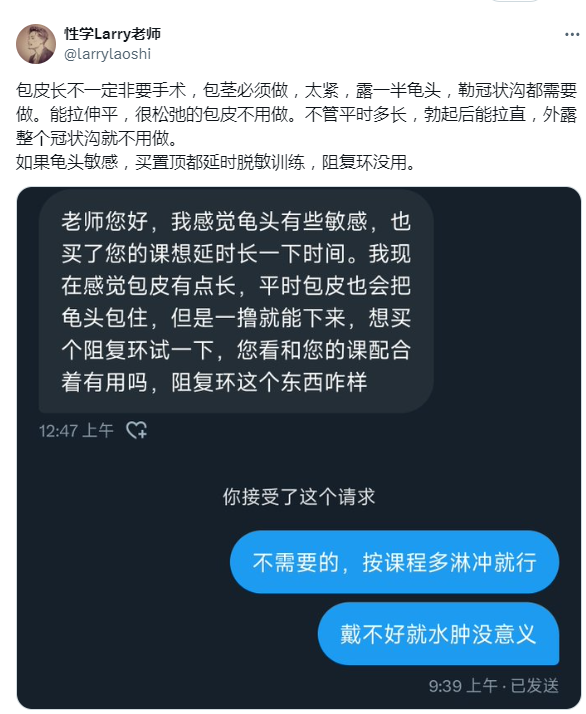 性学Larry老师
@larrylaoshi
包皮长不一定非要手术，包茎必须做，太紧，露一半龟头，勒冠状沟都需要
做。能拉伸平，很松弛的包皮不用做。不管平时多长，勃起后能拉直，外露
整个冠状沟就不用做。
如果龟头敏感，买置顶都延时脱敏训练，阻复环没用。
老师您好，我感觉龟头有些敏感，也
买了您的课想延时长一下时间。我现
在感觉包皮有点长，平时包皮也会把
龟头包住，但是一撸就能下来，想买
个阻复环试一下，您看和您的课配合
着有用吗，阻复环这个东西咋样
12:47 上午
你接受了这个请求
不需要的，按课程多淋冲就行
戴不好就水肿没意义
9:39 上午 · 已发送